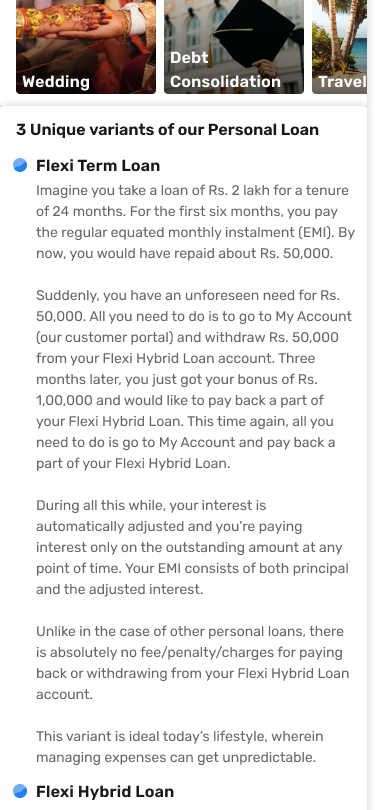 Wedding
Debt
Consolidation
Travel
3 Unique variants of our Personal Loan
Flexi Term Loan
Imagine you take a loan of Rs. 2 lakh for a tenure
of 24 months. For the first six months, you pay
the regular equated monthly instalment (EMI). By
now, you would have repaid about Rs. 50,000.
Suddenly, you have an unforeseen need for Rs.
50,000. All you need to do is to go to My Account
(our customer portal) and withdraw Rs. 50,000
from your Flexi Hybrid Loan account. Three
months later, you just got your bonus of Rs.
1,00,000 and would like to pay back a part of
your Flexi Hybrid Loan. This time again, all you
need to do is go to My Account and pay back a
part of your Flexi Hybrid Loan.
During all this while, your interest is
automatically adjusted and you’re paying
interest only on the outstanding amount at any
point of time. Your EMI consists of both principal
and the adjusted interest.
Unlike in the case of other personal loans, there
is absolutely no fee/penalty/charges for paying
back or withdrawing from your Flexi Hybrid Loan
account.
This variant is ideal today’s lifestyle, wherein
managing expenses can get unpredictable.
Flexi Hybrid Loan